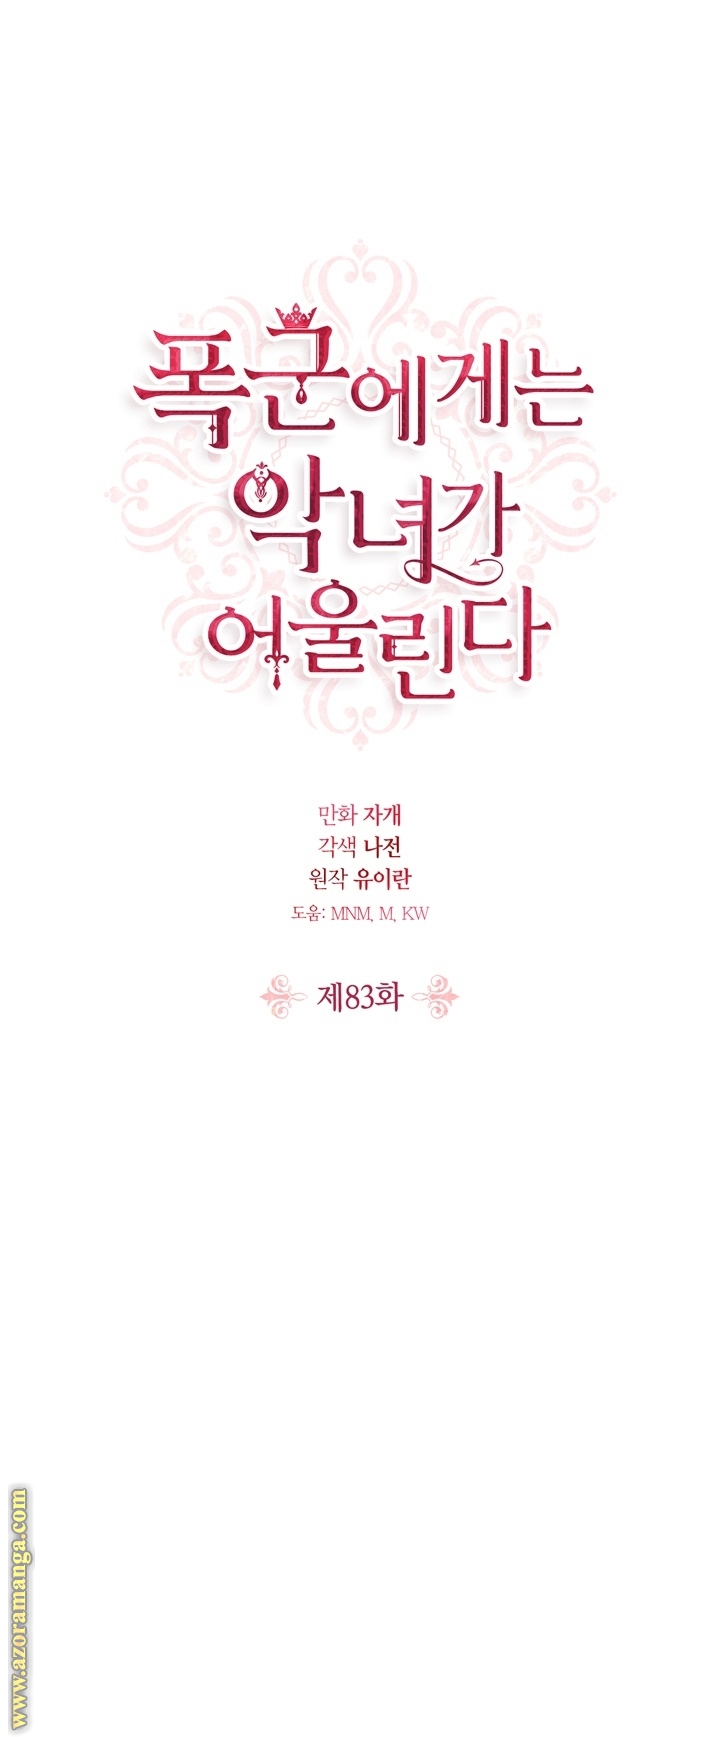 폭군에게는
악녀가
어울린다
만화 자개
각색 나전
원작 유이란
도움: MNM, M, KW
제83화
www.azoramanga.com